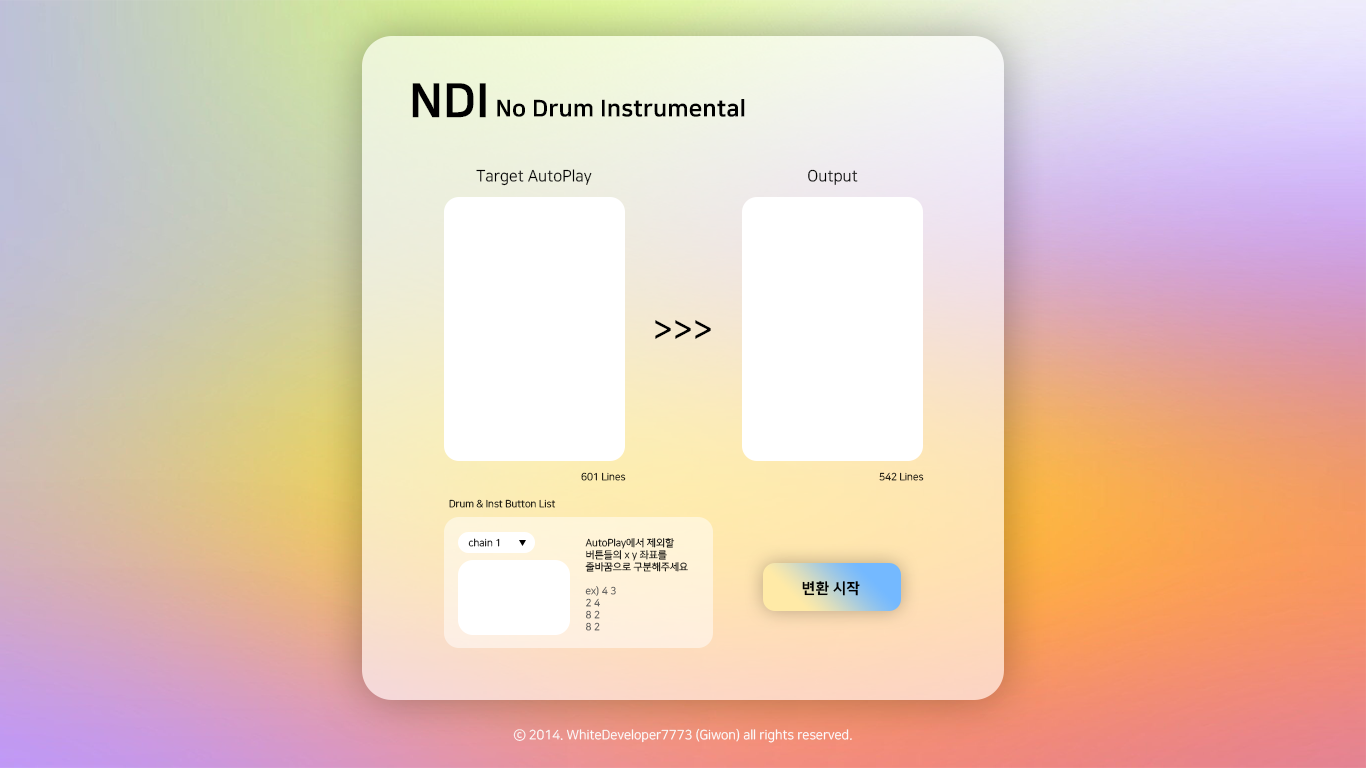 NDI No Drum Instrumental
Target AutoPlay
Output
>>>
601 Lines
542 Lines
Drum & Inst Button List
chain 1 ▼
AutoPlay에서 제외할
버튼들의 x y 좌표를
줄바꿈으로 구분해주세요
ex) 4 3
2 4
8 2
8 2
변환 시작
© 2014. WhiteDeveloper7773 (Giwon) all rights reserved.